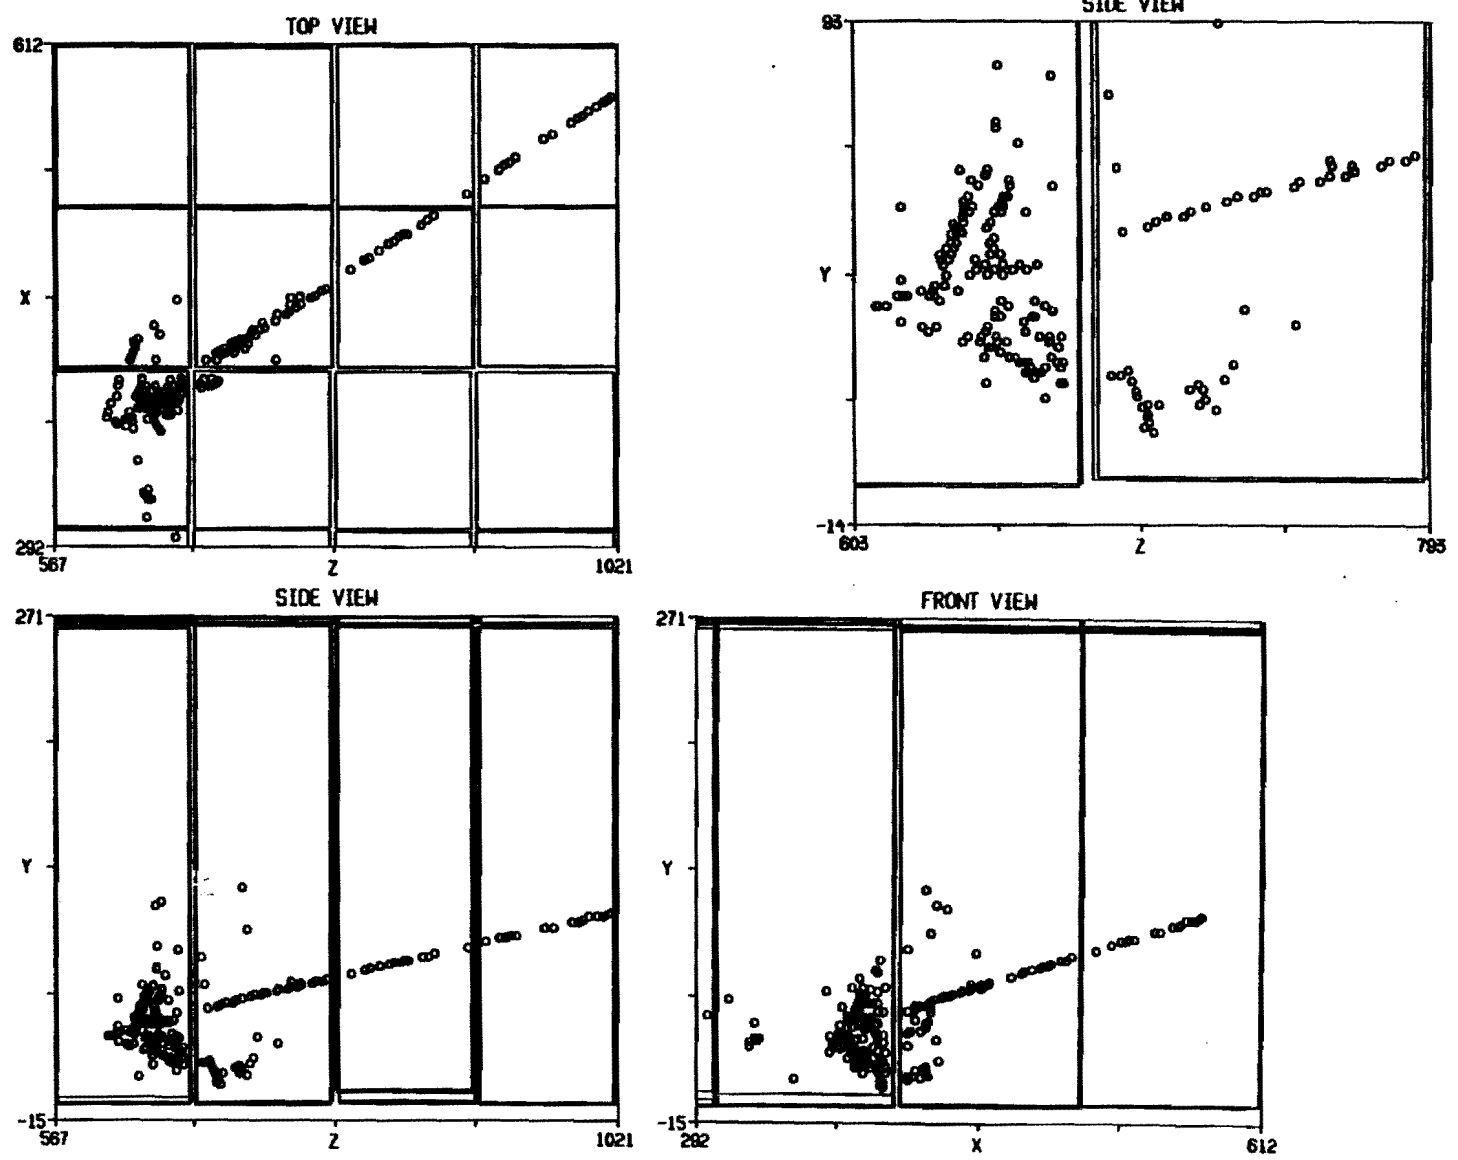 TOP VIEW
612
X
292
567
Z
1021
SIDE VIEW
93
Y
-14
603
Z
793
SIDE VIEW
271
Y
-15
567
Z
1021
FRONT VIEW
271
Y
-15
292
X
612